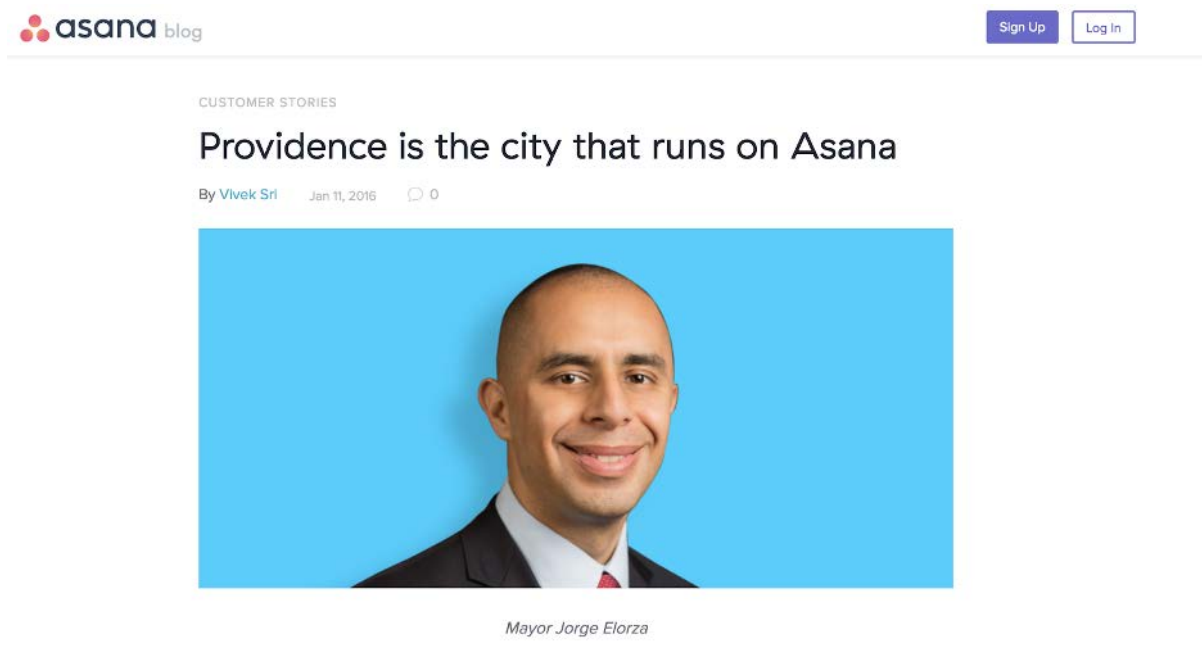 asana blog
Sign Up
Log In
CUSTOMER STORIES
Providence is the city that runs on Asana
By Vivek Sri
Jan 11, 2016
0
Mayor Jorge Elorza